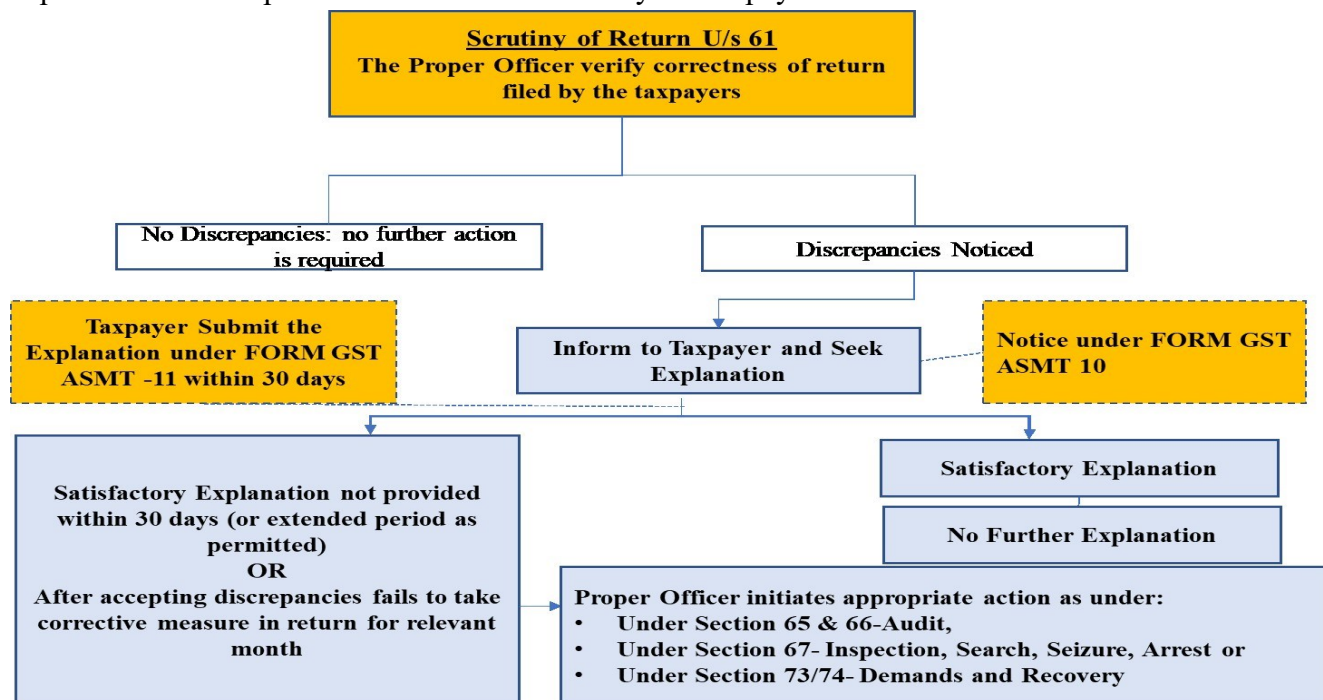 Scrutiny of Return U/s 61
The Proper Officer verify correctness of return
filed by the taxpayers
No Discrepancies: no further action
is required
Discrepancies Noticed
Taxpayer Submit the
Explanation under FORM GST
ASMT -11 within 30 days
Inform to Taxpayer and Seek
Explanation
Notice under FORM GST
ASMT 10
Satisfactory Explanation not provided
within 30 days (or extended period as
permitted)
OR
After accepting discrepancies fails to take
corrective measure in return for relevant
month
Satisfactory Explanation
No Further Explanation
Proper Officer initiates appropriate action as under:
• Under Section 65 & 66-Audit,
• Under Section 67- Inspection, Search, Seizure, Arrest or
• Under Section 73/74- Demands and Recovery